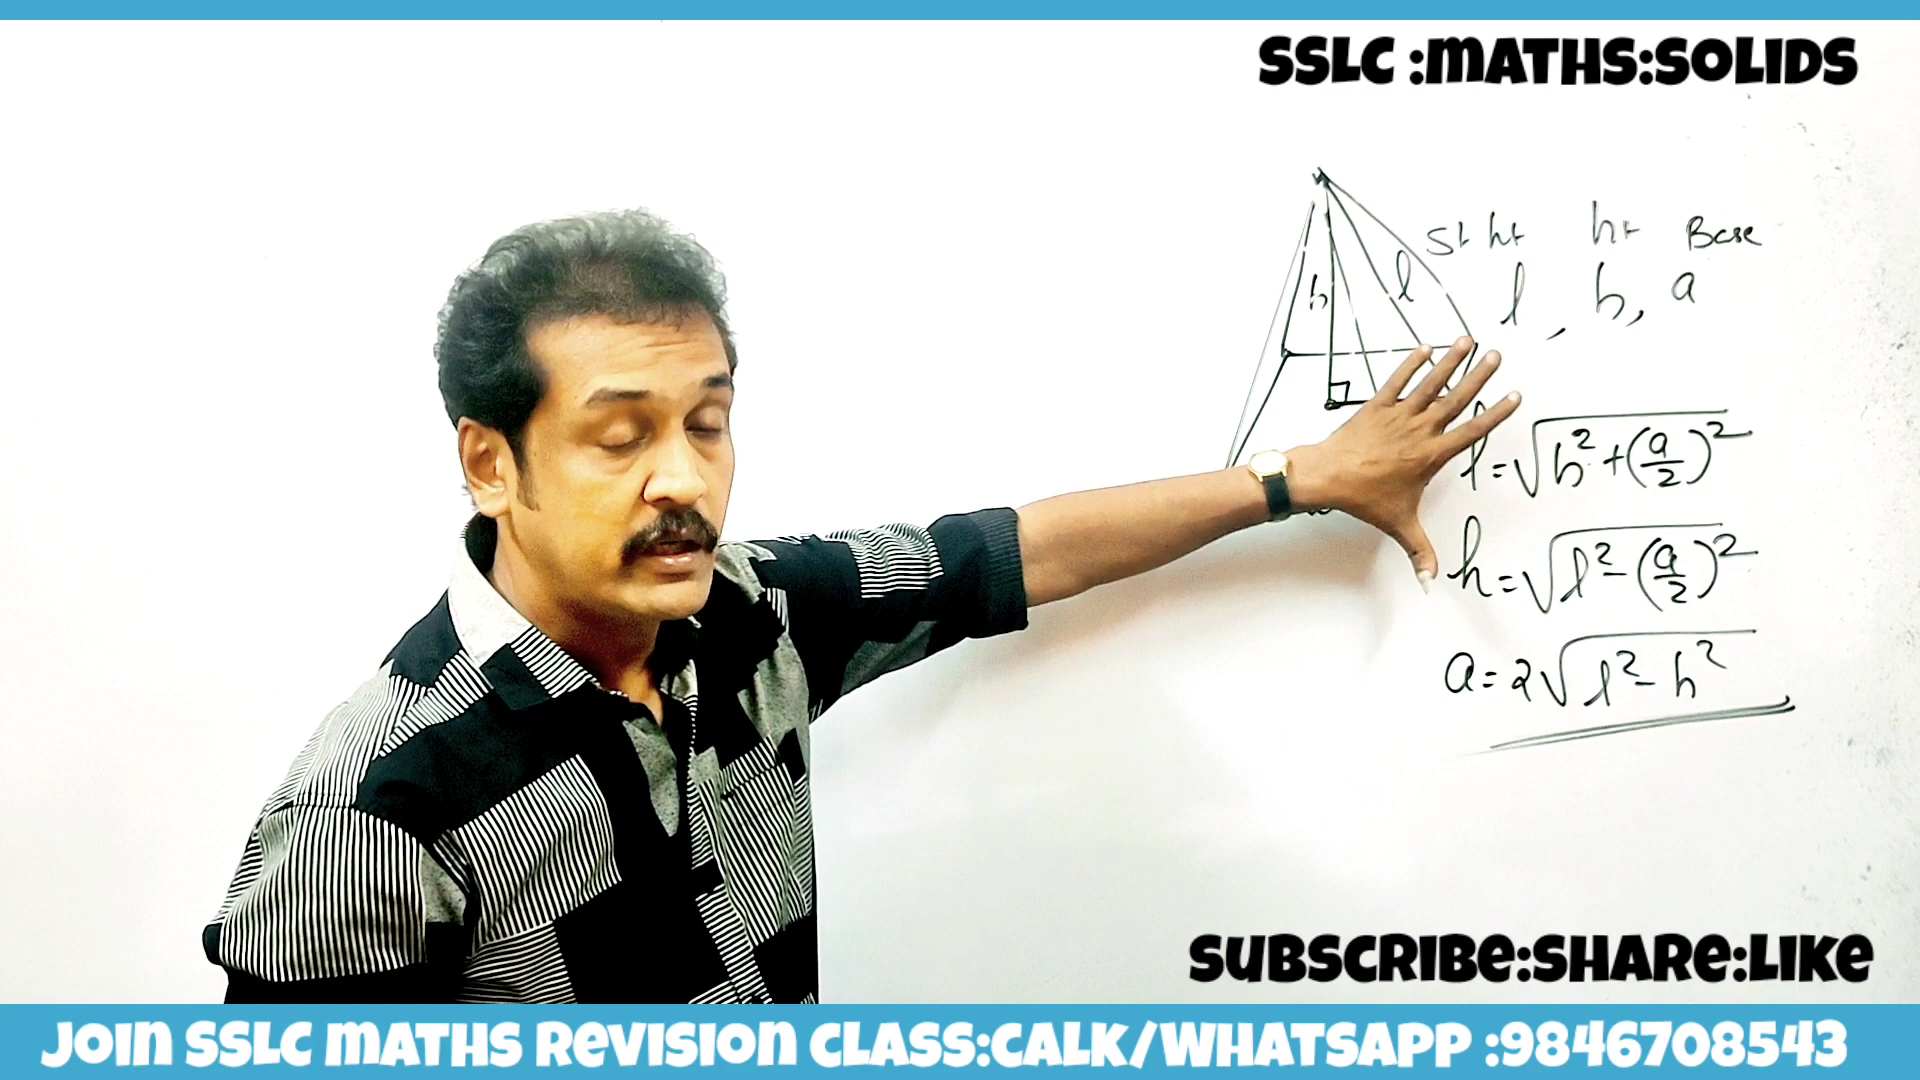 SSLC :MATHS:SOLIDS
St ht ht Base
l , h, a
h
l
l=√h²+(a/2)²
h=√l²-(a/2)²
a=2√l²-h²
SUBSCRIBE:SHARE:LIKE
JOIN SSLC MATHS REVISION CLASS:CALK/WHATSAPP :9846708543